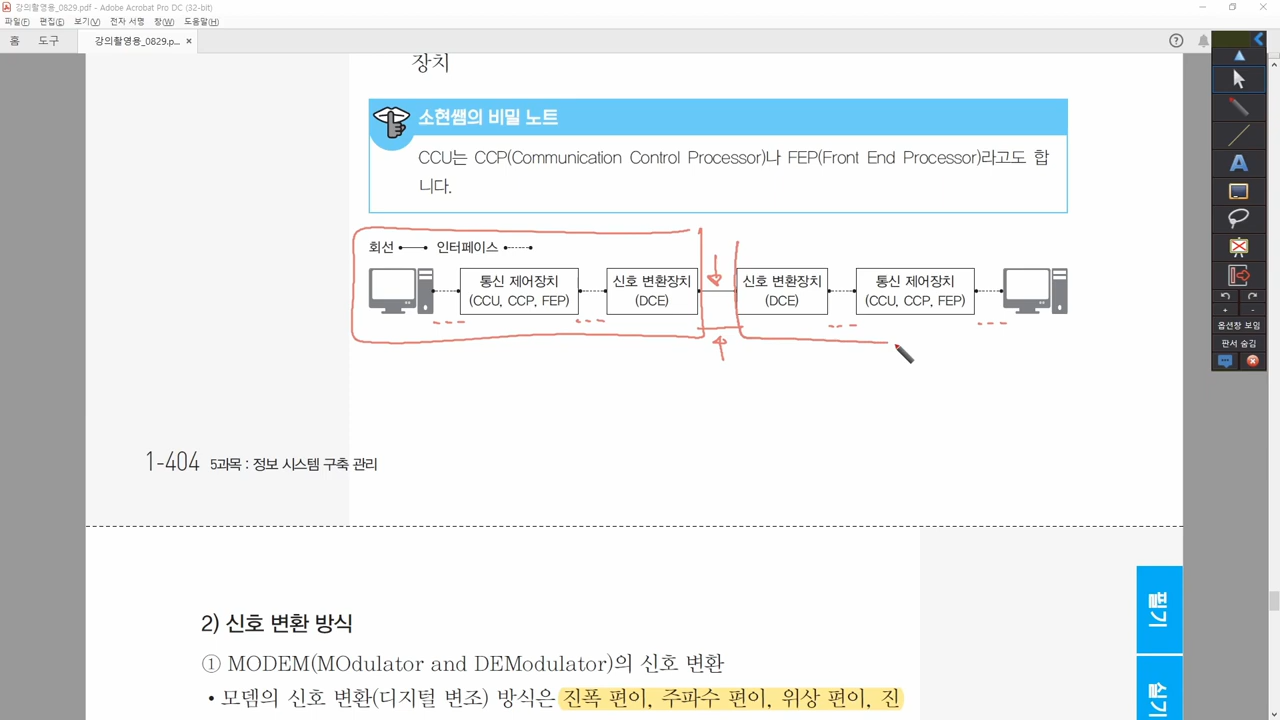 강의촬영용_0829.pdf - Adobe Acrobat Pro DC (32-bit)
파일(F) 편집(E) 보기(V) 전자 서명 창(W) 도움말(H)
홈 도구 강의촬영용_0829.p... ×
장치
소현쌤의 비밀 노트
CCU는 CCP(Communication Control Processor)나 FEP(Front End Processor)라고도 합
니다.
회선 인터페이스
통신 제어장치
(CCU, CCP, FEP)
신호 변환장치
(DCE)
신호 변환장치
(DCE)
통신 제어장치
(CCU, CCP, FEP)
1-404 5과목 : 정보 시스템 구축 관리
2) 신호 변환 방식
① MODEM(MOdulator and DEModulator)의 신호 변환
• 모뎀의 신호 변환(디지털 변조) 방식은 진폭 편이, 주파수 편이, 위상 편이, 진
필기
실기
A
+ -
옵션창 보임
판서 숨김